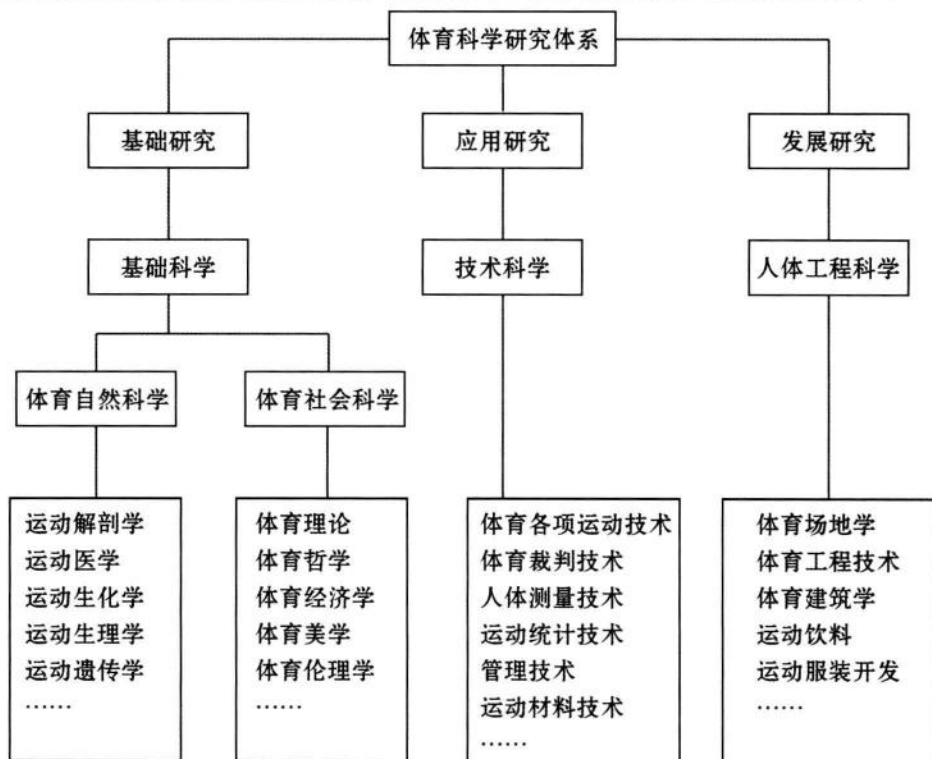 体育科学研究体系
基础研究
应用研究
发展研究
基础科学
技术科学
人体工程科学
体育自然科学
体育社会科学
运动解剖学
运动医学
运动生化学
运动生理学
运动遗传学
……
体育理论
体育哲学
体育经济学
体育美学
体育伦理学
……
体育各项运动技术
体育裁判技术
人体测量技术
运动统计技术
管理技术
运动材料技术
……
体育场地学
体育工程技术
体育建筑学
运动饮料
运动服装开发
……